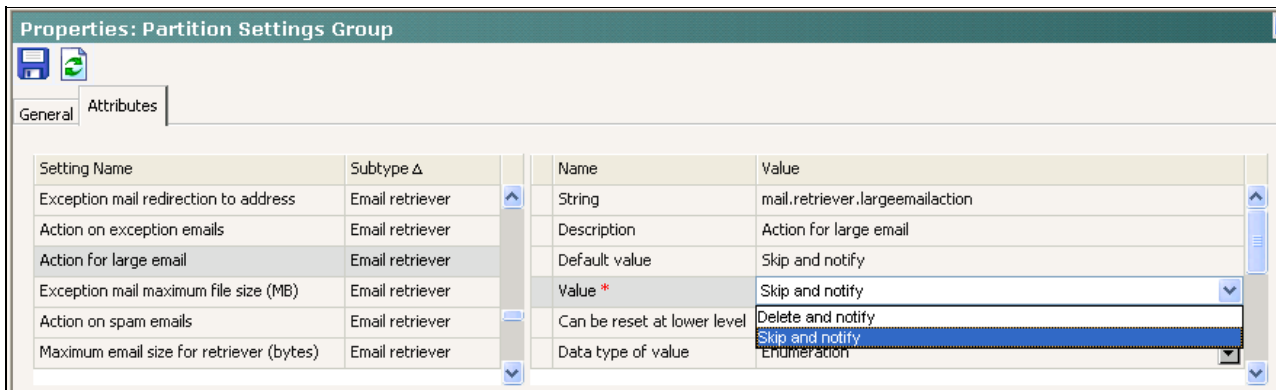 Properties: Partition Settings Group
General Attributes
Setting Name Subtype Δ Name Value
Exception mail redirection to address Email retriever String mail.retriever.largeemailaction
Action on exception emails Email retriever Description Action for large email
Action for large email Email retriever Default value Skip and notify
Exception mail maximum file size (MB) Email retriever Value * Skip and notify
Action on spam emails Email retriever Can be reset at lower level Delete and notify
Skip and notify
Maximum email size for retriever (bytes) Email retriever Data type of value Enumeration